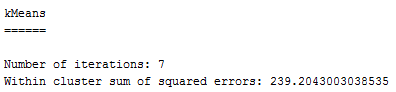 kMeans
======
Number of iterations: 7
Within cluster sum of squared errors: 239.2043003038535